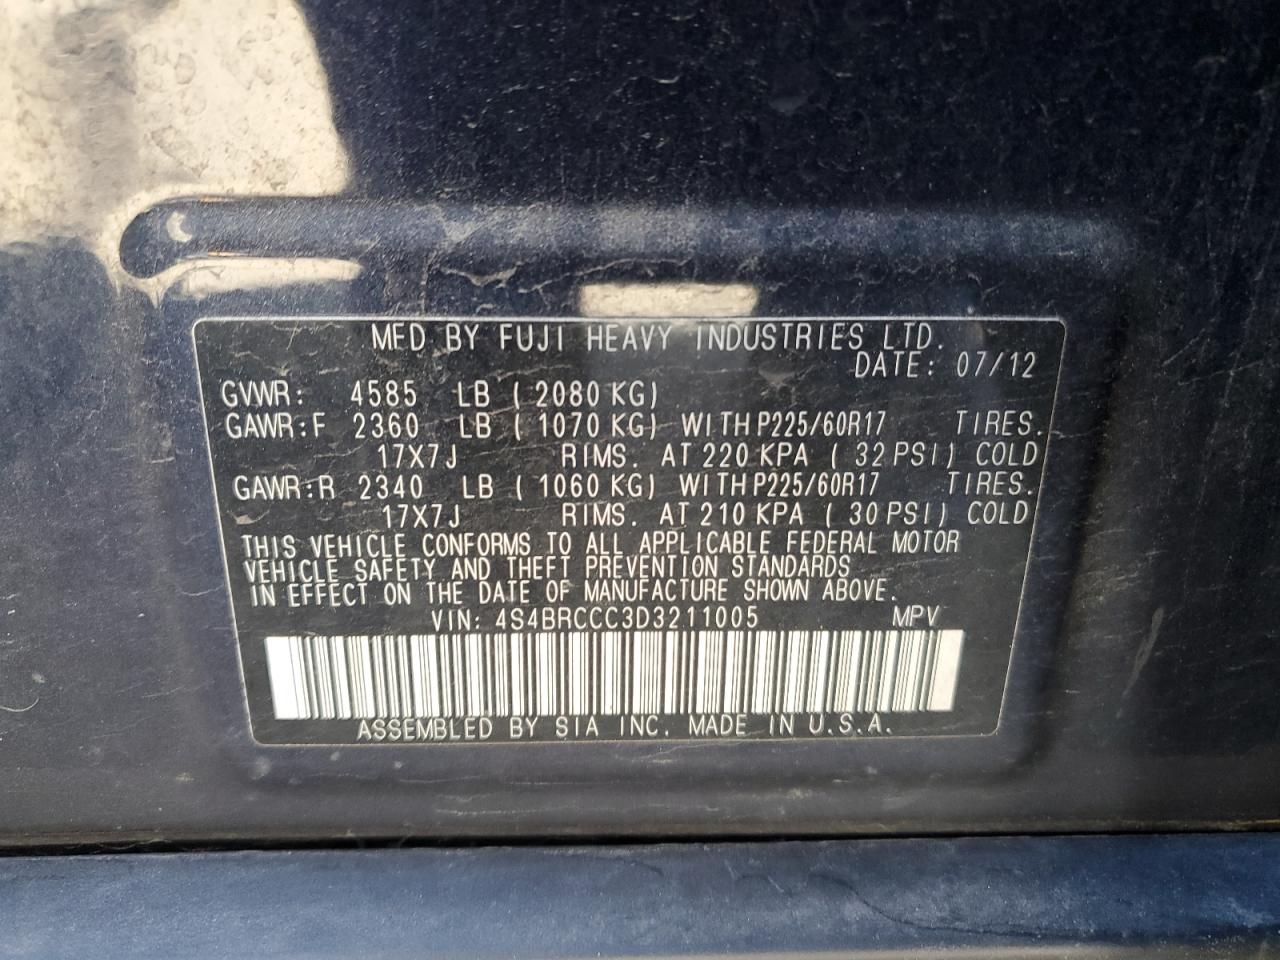 MFD BY FUJI HEAVY INDUSTRIES LTD.
DATE: 07/12
GVWR: 4585 LB ( 2080 KG)
GAWR:F 2360 LB ( 1070 KG) WITH P225/60R17 TIRES.
17X7J RIMS. AT 220 KPA ( 32 PSI) COLD
GAWR:R 2340 LB ( 1060 KG) WITH P225/60R17 TIRES.
17X7J RIMS. AT 210 KPA ( 30 PSI) COLD
THIS VEHICLE CONFORMS TO ALL APPLICABLE FEDERAL MOTOR
VEHICLE SAFETY AND THEFT PREVENTION STANDARDS
IN EFFECT ON THE DATE OF MANUFACTURE SHOWN ABOVE.
VIN: 4S4BRCCC3D3211005 MPV
ASSEMBLED BY SIA INC. MADE IN U.S.A.